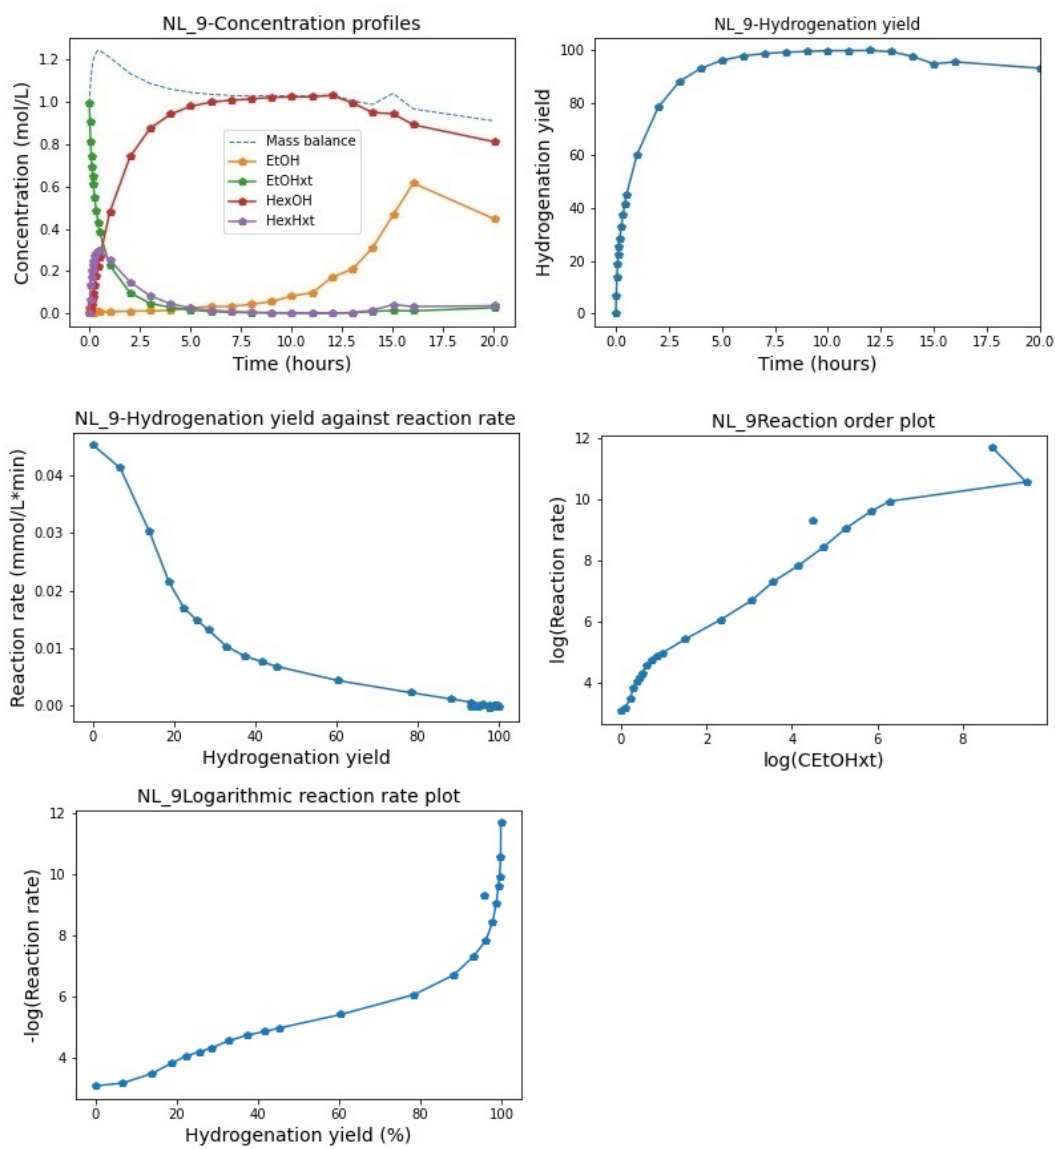 NL_9-Concentration profiles
Concentration (mol/L)
1.2
1.0
0.8
0.6
0.4
0.2
0.0
Mass balance
EtOH
EtOHxt
HexOH
HexHxt
0.0 2.5 5.0 7.5 10.0 12.5 15.0 17.5 20.0
Time (hours)
NL_9-Hydrogenation yield
Hydrogenation yield
100
80
60
40
20
0
0.0 2.5 5.0 7.5 10.0 12.5 15.0 17.5 20.0
Time (hours)
NL_9-Hydrogenation yield against reaction rate
Reaction rate (mmol/L*min)
0.04
0.03
0.02
0.01
0.00
0 20 40 60 80 100
Hydrogenation yield
NL_9Reaction order plot
log(Reaction rate)
12
10
8
6
4
0 2 4 6 8
log(CEtOHxt)
NL_9Logarithmic reaction rate plot
-log(Reaction rate)
12
10
8
6
4
0 20 40 60 80 100
Hydrogenation yield (%)